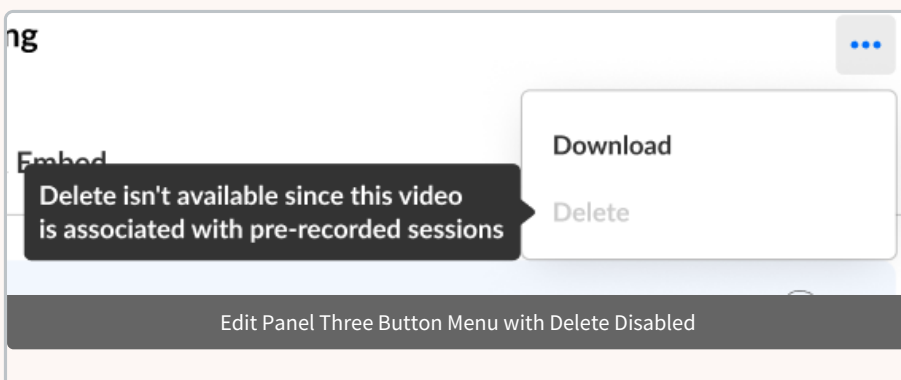 ng
Download
Embed
Delete isn't available since this video
is associated with pre-recorded sessions
Delete
Edit Panel Three Button Menu with Delete Disabled